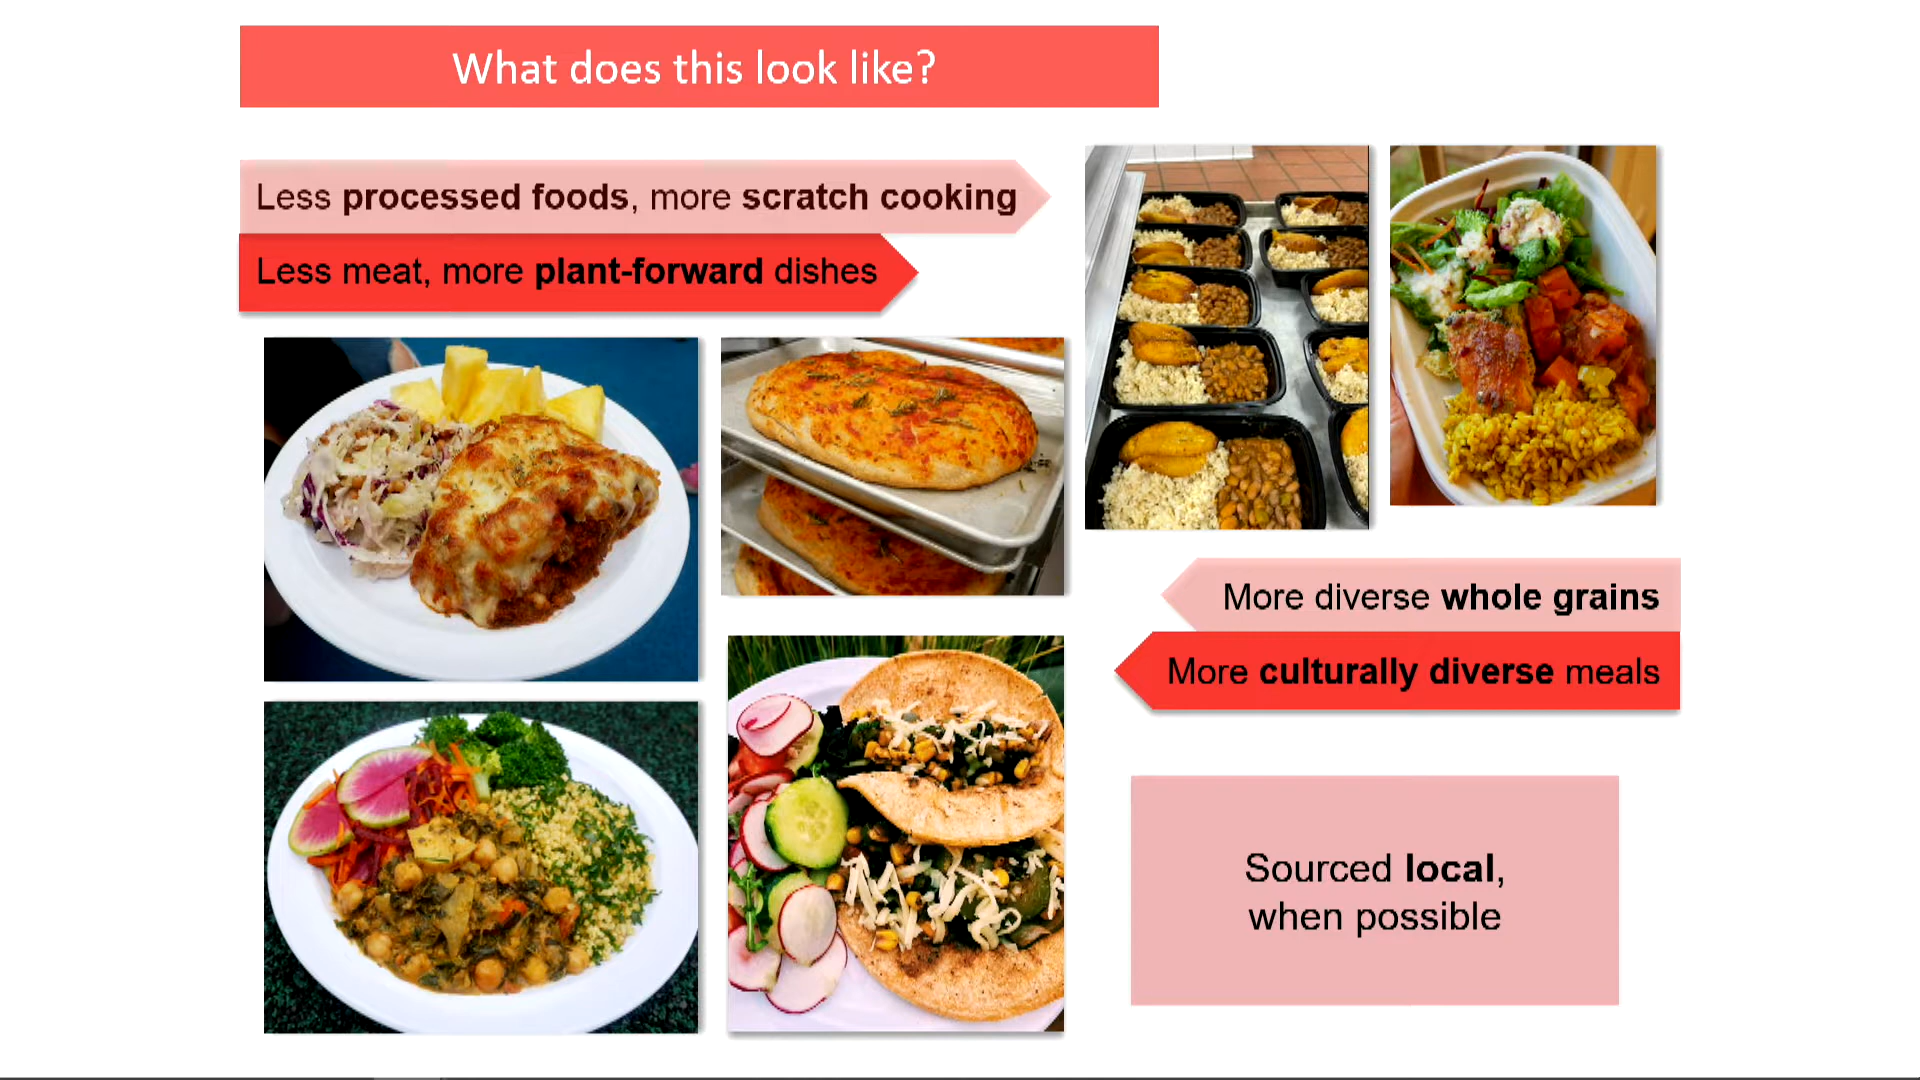 What does this look like?
Less processed foods, more scratch cooking
Less meat, more plant-forward dishes
More diverse whole grains
More culturally diverse meals
Sourced local,
when possible